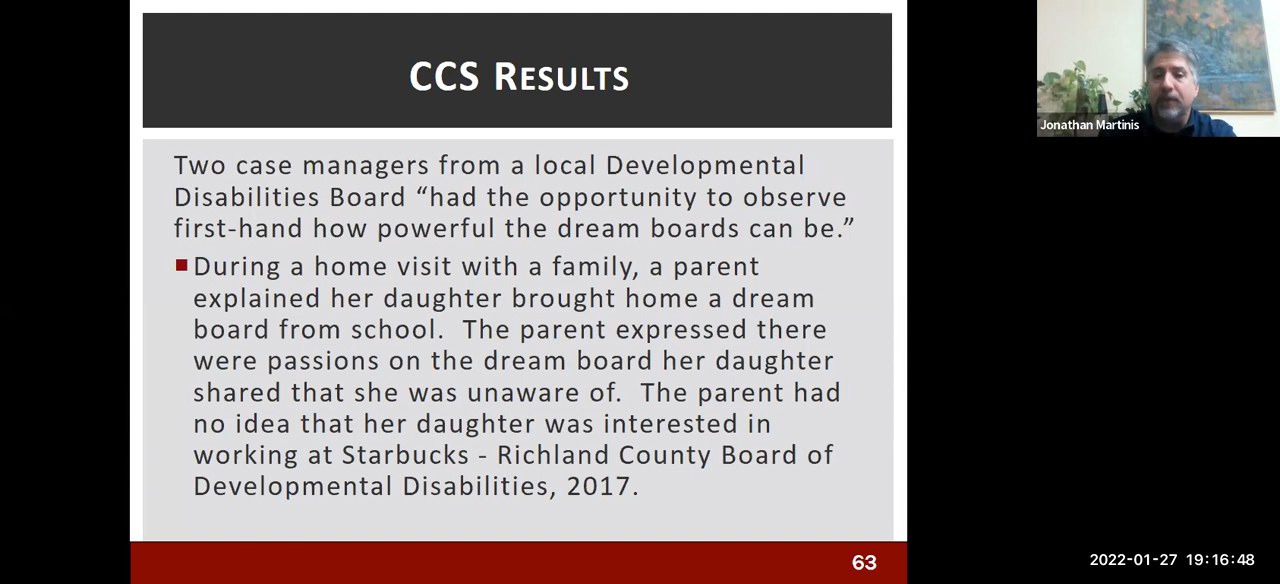 CCS RESULTS
Two case managers from a local Developmental
Disabilities Board “had the opportunity to observe
first-hand how powerful the dream boards can be.”
During a home visit with a family, a parent
explained her daughter brought home a dream
board from school.  The parent expressed there
were passions on the dream board her daughter
shared that she was unaware of.  The parent had
no idea that her daughter was interested in
working at Starbucks - Richland County Board of
Developmental Disabilities, 2017.
63
Jonathan Martinis
2022-01-27 19:16:48